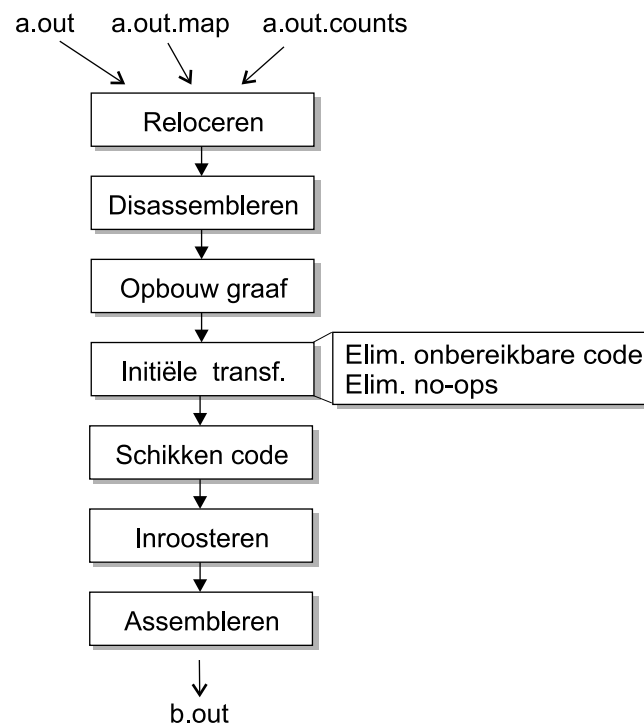 a.out a.out.map a.out.counts
Reloceren
Disassembleren
Opbouw graaf
Initiële transf.
Elim. onbereikbare code
Elim. no-ops
Schikken code
Inroosteren
Assembleren
b.out